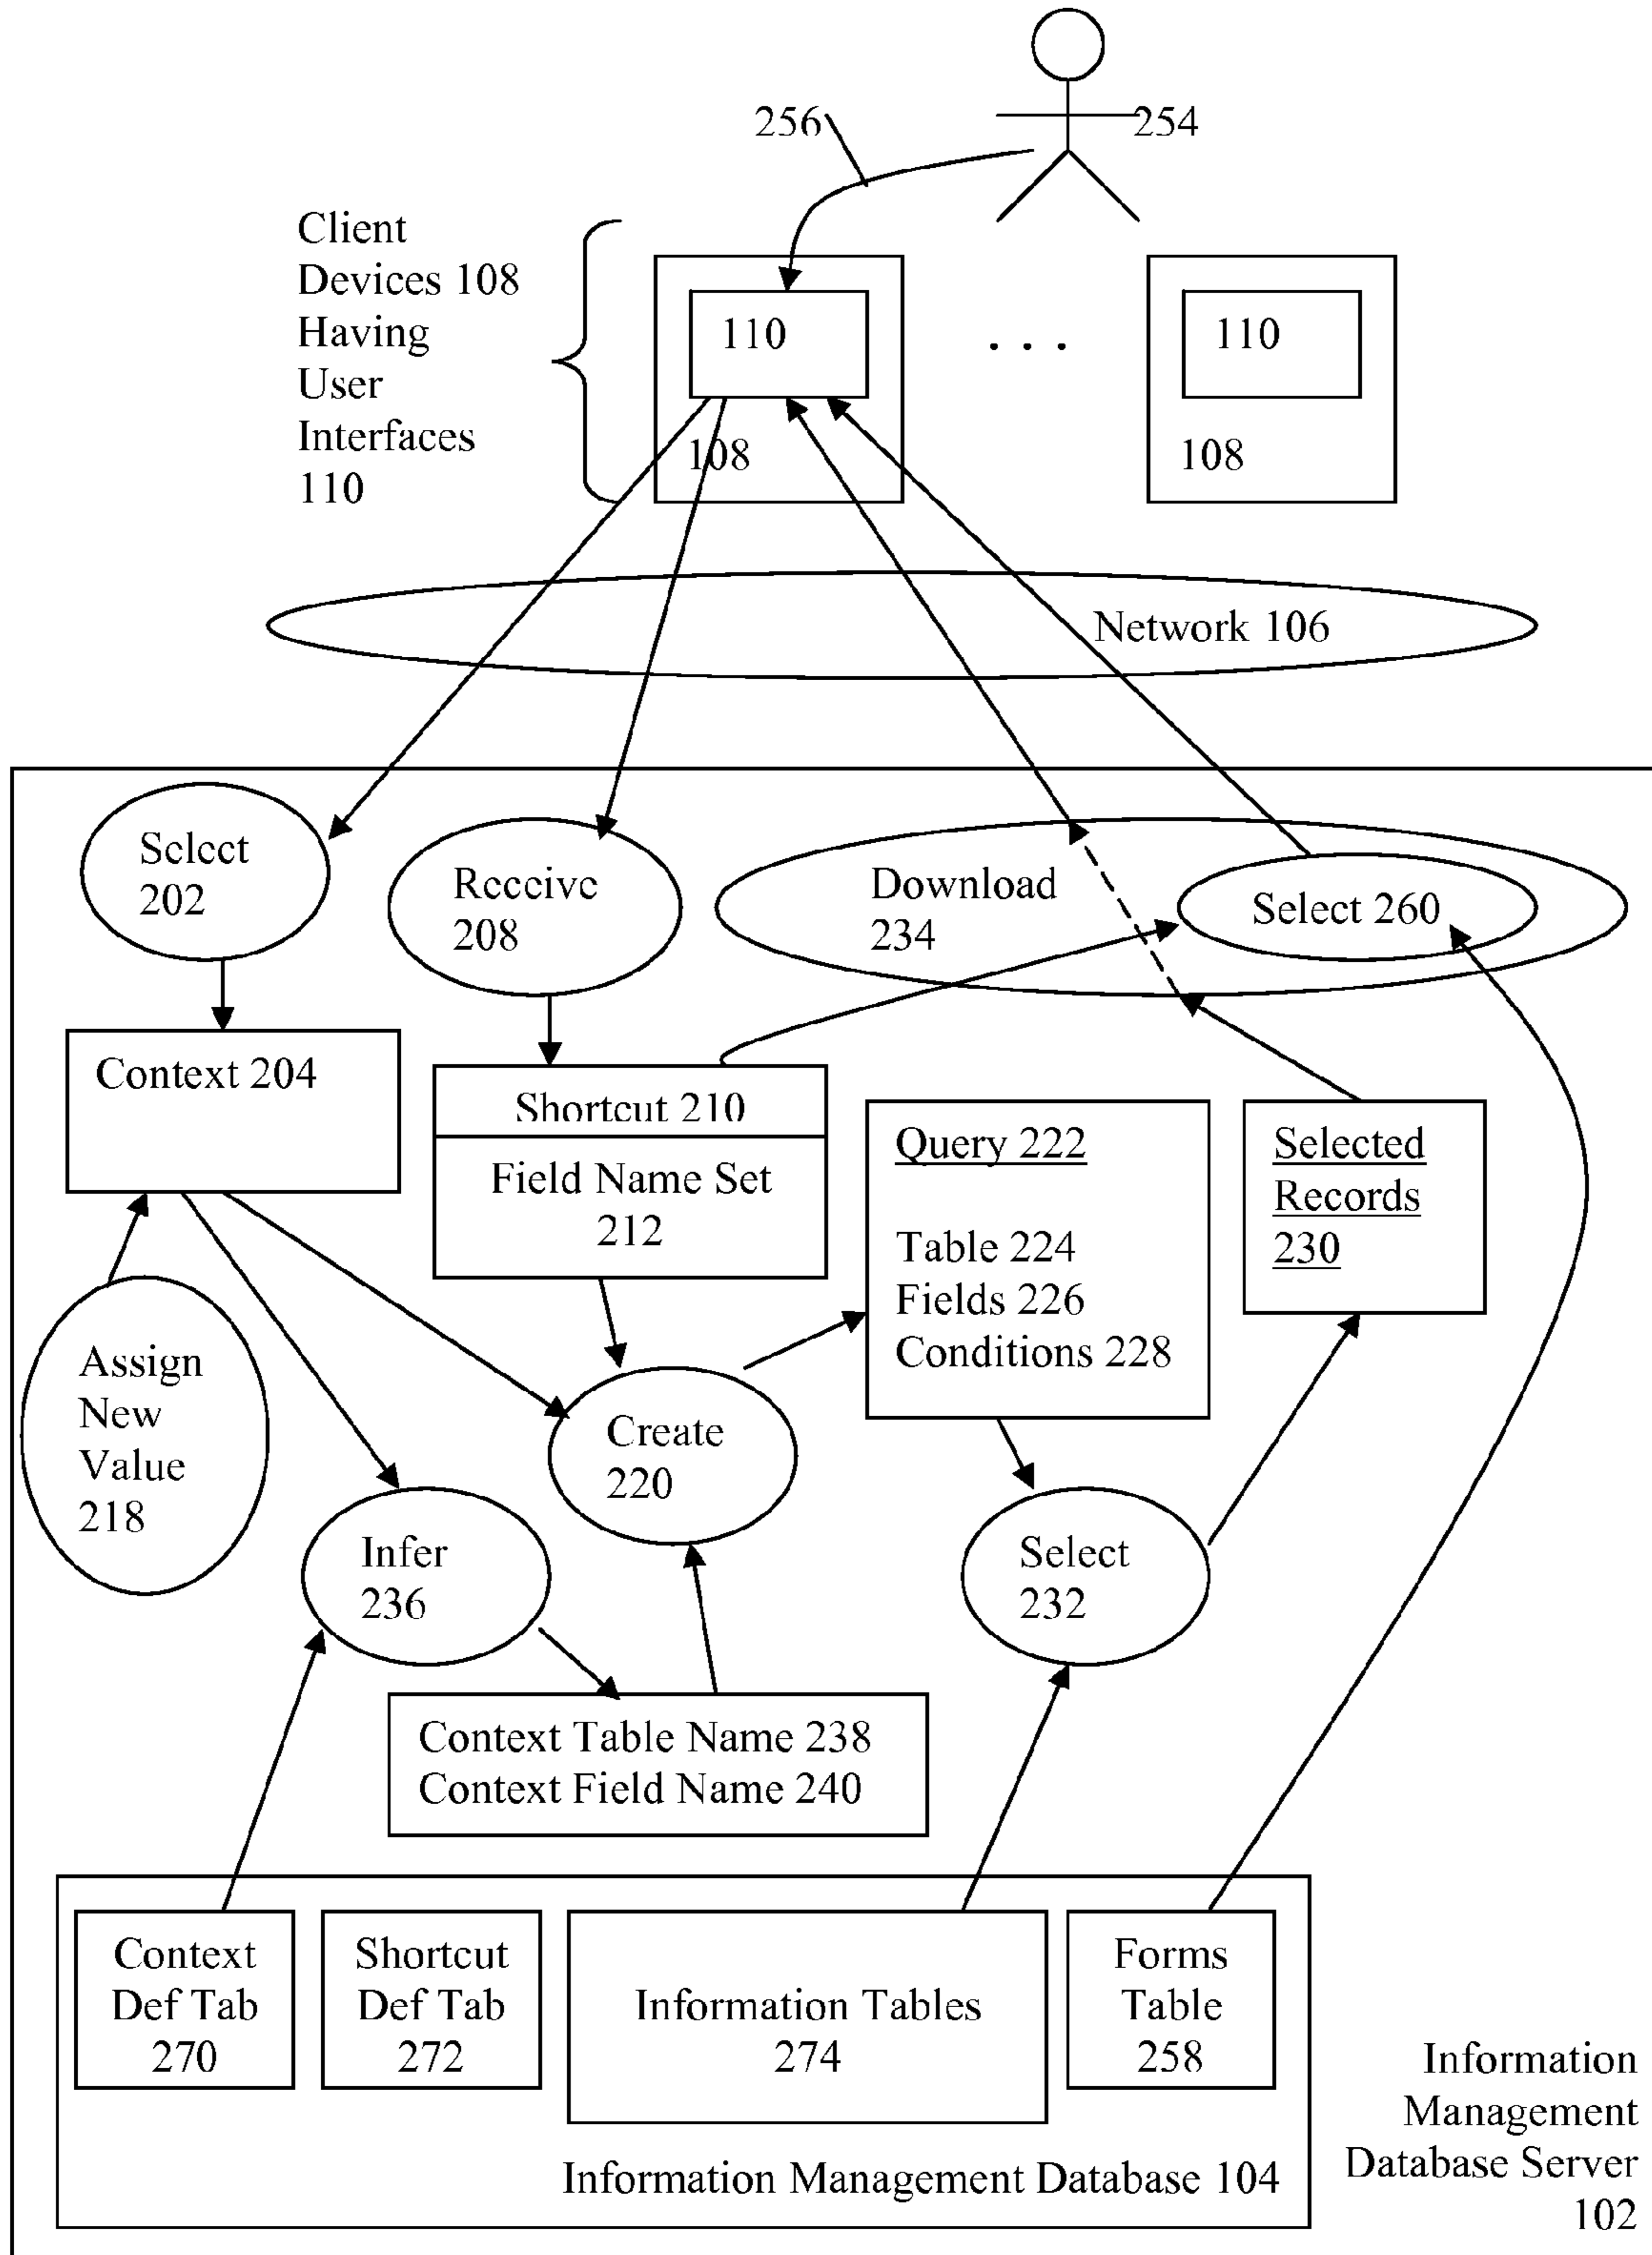 256
254
Client
Devices 108
Having
User
Interfaces
110
110
108
. . .
110
108
Network 106
Select
202
Receive
208
Download
234
Select 260
Context 204
Shortcut 210
Field Name Set
212
Query 222
Table 224
Fields 226
Conditions 228
Selected
Records
230
Assign
New
Value
218
Create
220
Infer
236
Select
232
Context Table Name 238
Context Field Name 240
Context
Def Tab
270
Shortcut
Def Tab
272
Information Tables
274
Forms
Table
258
Information Management Database 104
Information
Management
Database Server
102